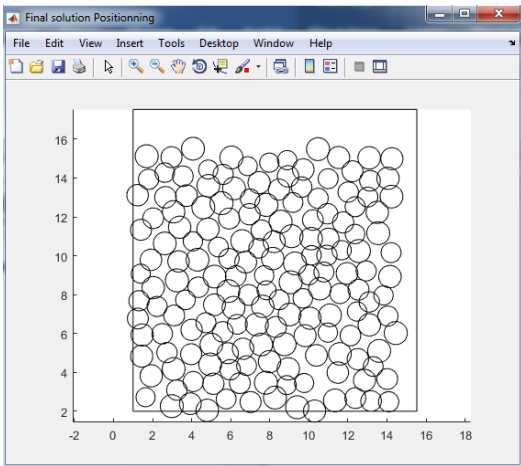 Final solution Positionning
File Edit View Insert Tools Desktop Window Help
16
14
12
10
8
6
4
2
-2 0 2 4 6 8 10 12 14 16 18